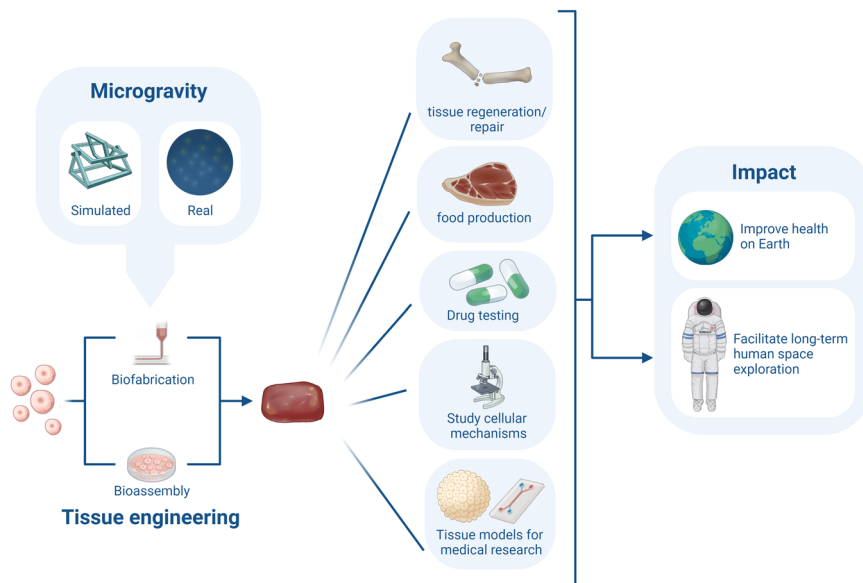 Microgravity
Simulated
Real
Biofabrication
Bioassembly
Tissue engineering
tissue regeneration/
repair
food production
Drug testing
Study cellular
mechanisms
Tissue models for
medical research
Impact
Improve health
on Earth
Facilitate long-term
human space
exploration